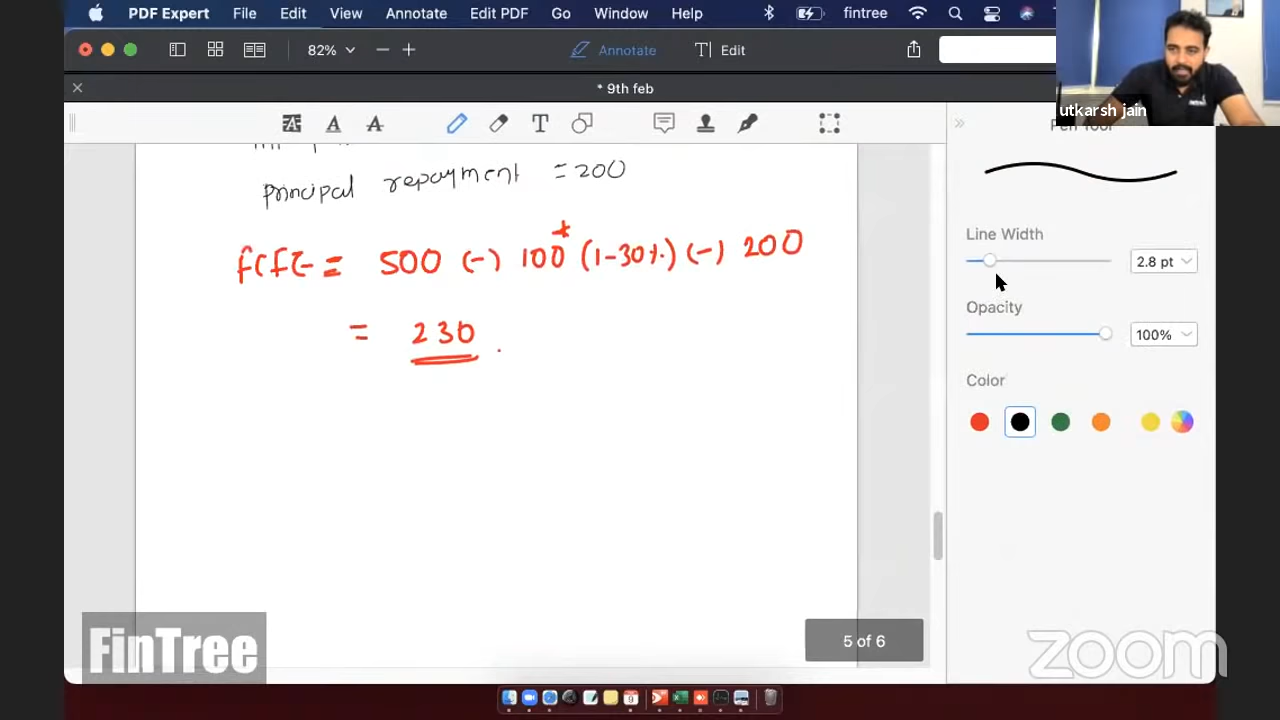 PDF Expert File Edit View Annotate Edit PDF Go Window Help fintree
82% Annotate T| Edit
* 9th feb
utkarsh jain
Pen Tool
principal repayment = 200
FCFE = 500 (-) 100* (1-30%) (-) 200
= 230
Line Width
2.8 pt
Opacity
100%
Color
5 of 6
FinTree
zoom